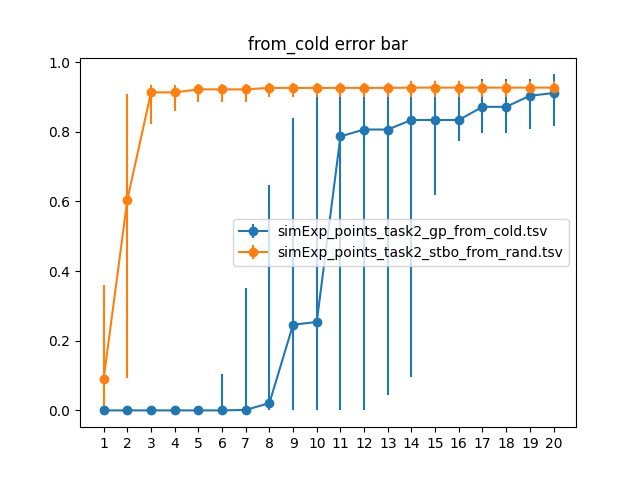 from_cold error bar
1.0
0.8
0.6
0.4
0.2
0.0
simExp_points_task2_gp_from_cold.tsv
simExp_points_task2_stbo_from_rand.tsv
1 2 3 4 5 6 7 8 9 10 11 12 13 14 15 16 17 18 19 20